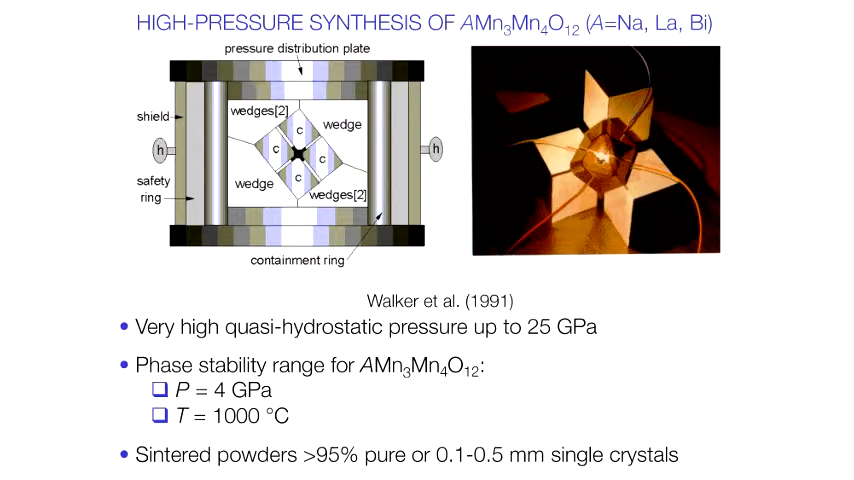 HIGH-PRESSURE SYNTHESIS OF AMn₃Mn₄O₁₂ (A=Na, La, Bi)
pressure distribution plate
wedges[2]
shield
c
wedge
h
c
c
h
safety
ring
wedge
c
wedges[2]
containment ring
Walker et al. (1991)
• Very high quasi-hydrostatic pressure up to 25 GPa
• Phase stability range for AMn₃Mn₄O₁₂:
❑ P = 4 GPa
❑ T = 1000 °C
• Sintered powders >95% pure or 0.1-0.5 mm single crystals